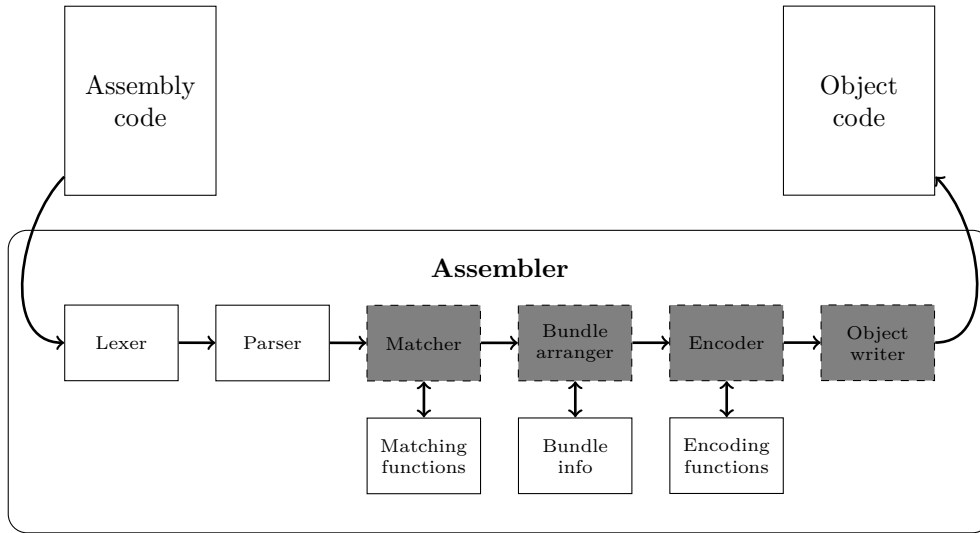 Assembly
code
Object
code
Assembler
Lexer
Parser
Matcher
Bundle
arranger
Encoder
Object
writer
Matching
functions
Bundle
info
Encoding
functions